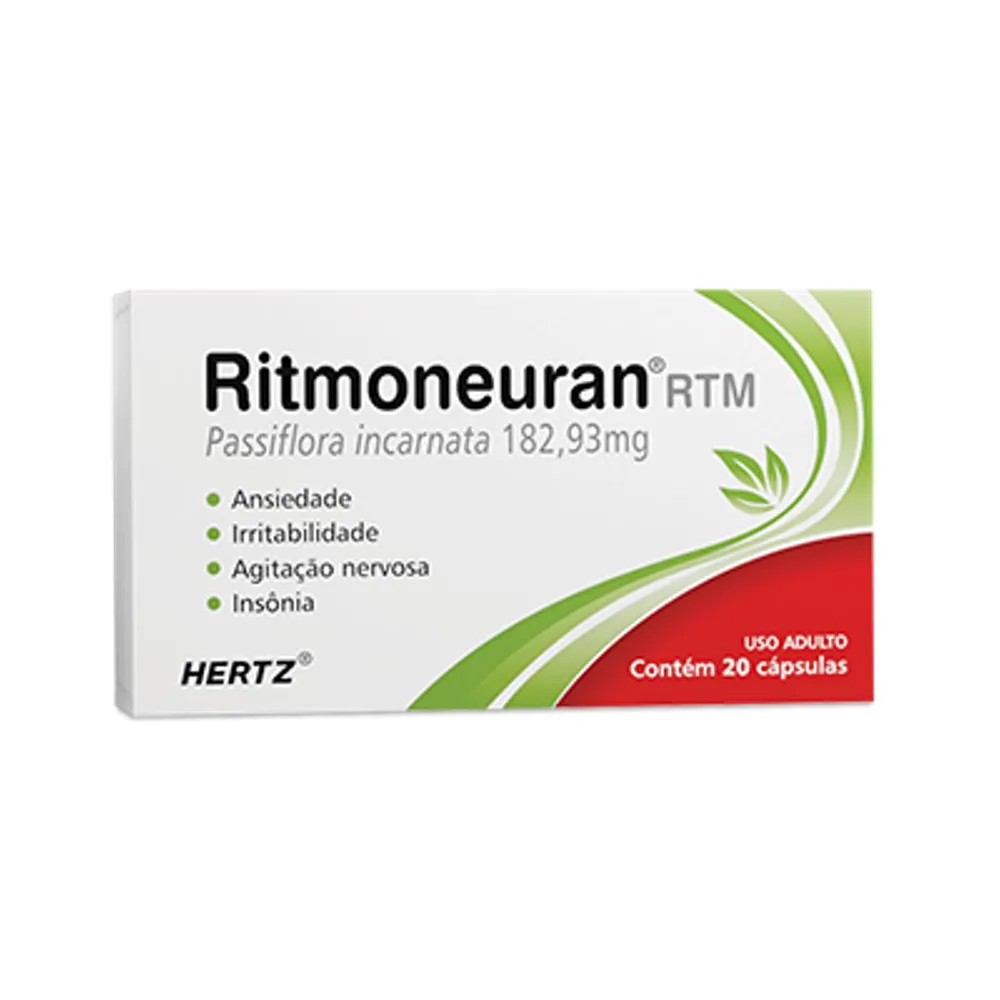 Ritmoneuran® RTM
Passiflora incarnata 182,93mg
• Ansiedade
• Irritabilidade
• Agitação nervosa
• Insônia
HERTZ®
USO ADULTO
Contém 20 cápsulas